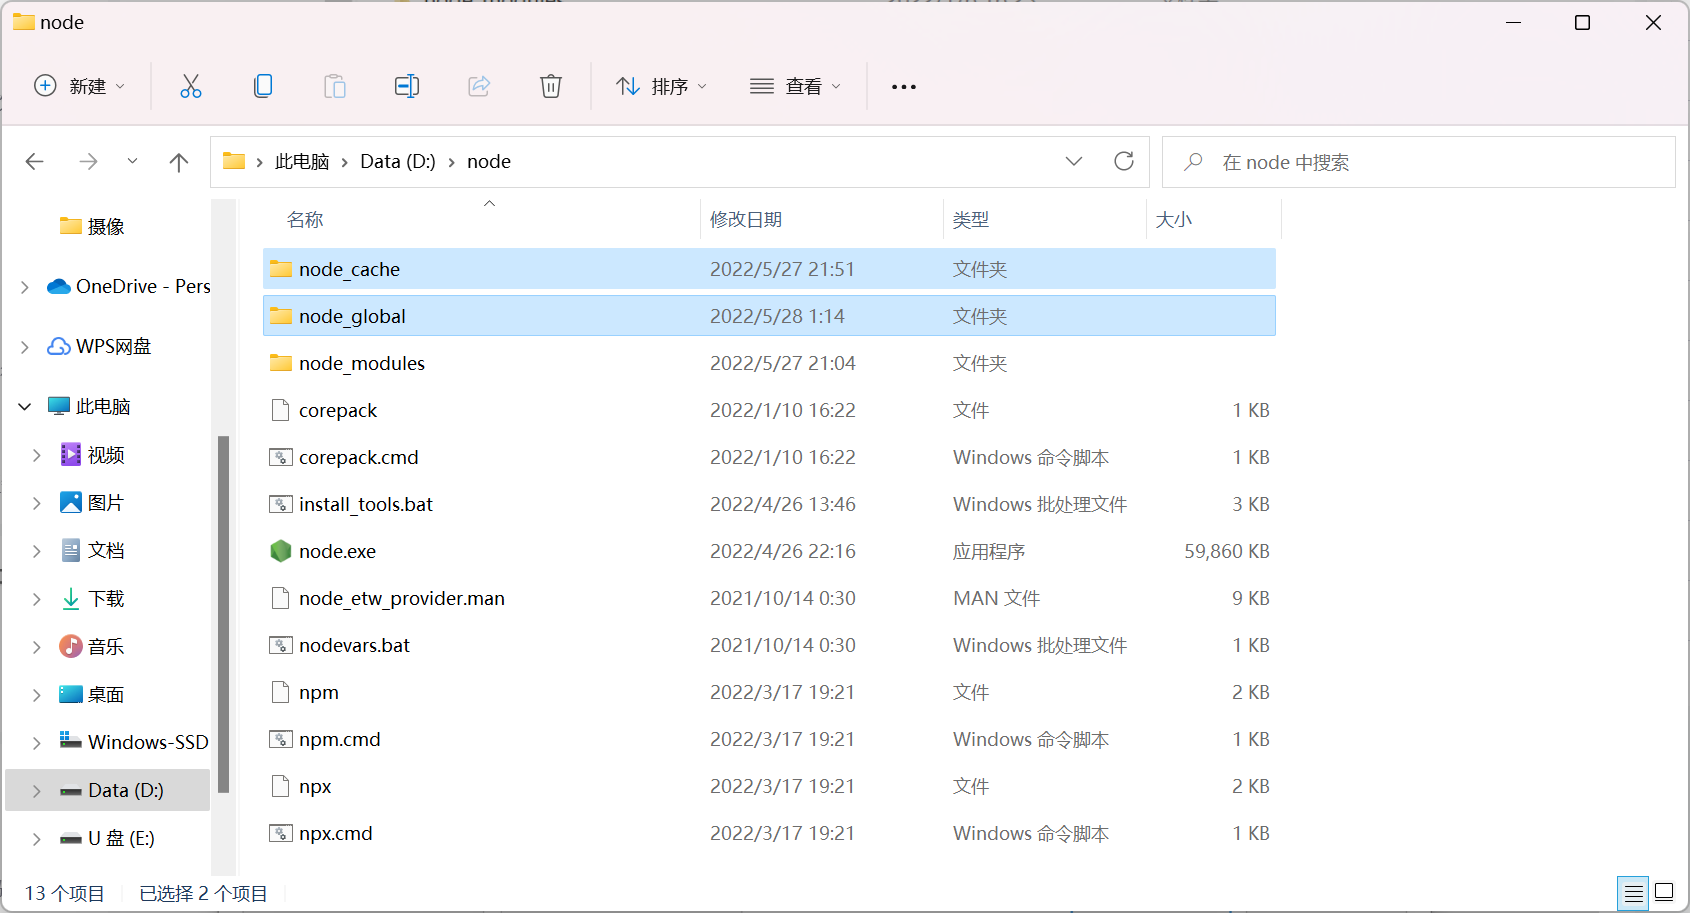 node
新建
排序
查看
此电脑 Data (D:) node
在 node 中搜索
摄像
OneDrive - Pers
WPS网盘
此电脑
视频
图片
文档
下载
音乐
桌面
Windows-SSD
Data (D:)
U 盘 (E:)
名称 修改日期 类型 大小
node_cache 2022/5/27 21:51 文件夹
node_global 2022/5/28 1:14 文件夹
node_modules 2022/5/27 21:04 文件夹
corepack 2022/1/10 16:22 文件 1 KB
corepack.cmd 2022/1/10 16:22 Windows 命令脚本 1 KB
install_tools.bat 2022/4/26 13:46 Windows 批处理文件 3 KB
node.exe 2022/4/26 22:16 应用程序 59,860 KB
node_etw_provider.man 2021/10/14 0:30 MAN 文件 9 KB
nodevars.bat 2021/10/14 0:30 Windows 批处理文件 1 KB
npm 2022/3/17 19:21 文件 2 KB
npm.cmd 2022/3/17 19:21 Windows 命令脚本 1 KB
npx 2022/3/17 19:21 文件 2 KB
npx.cmd 2022/3/17 19:21 Windows 命令脚本 1 KB
13 个项目 已选择 2 个项目